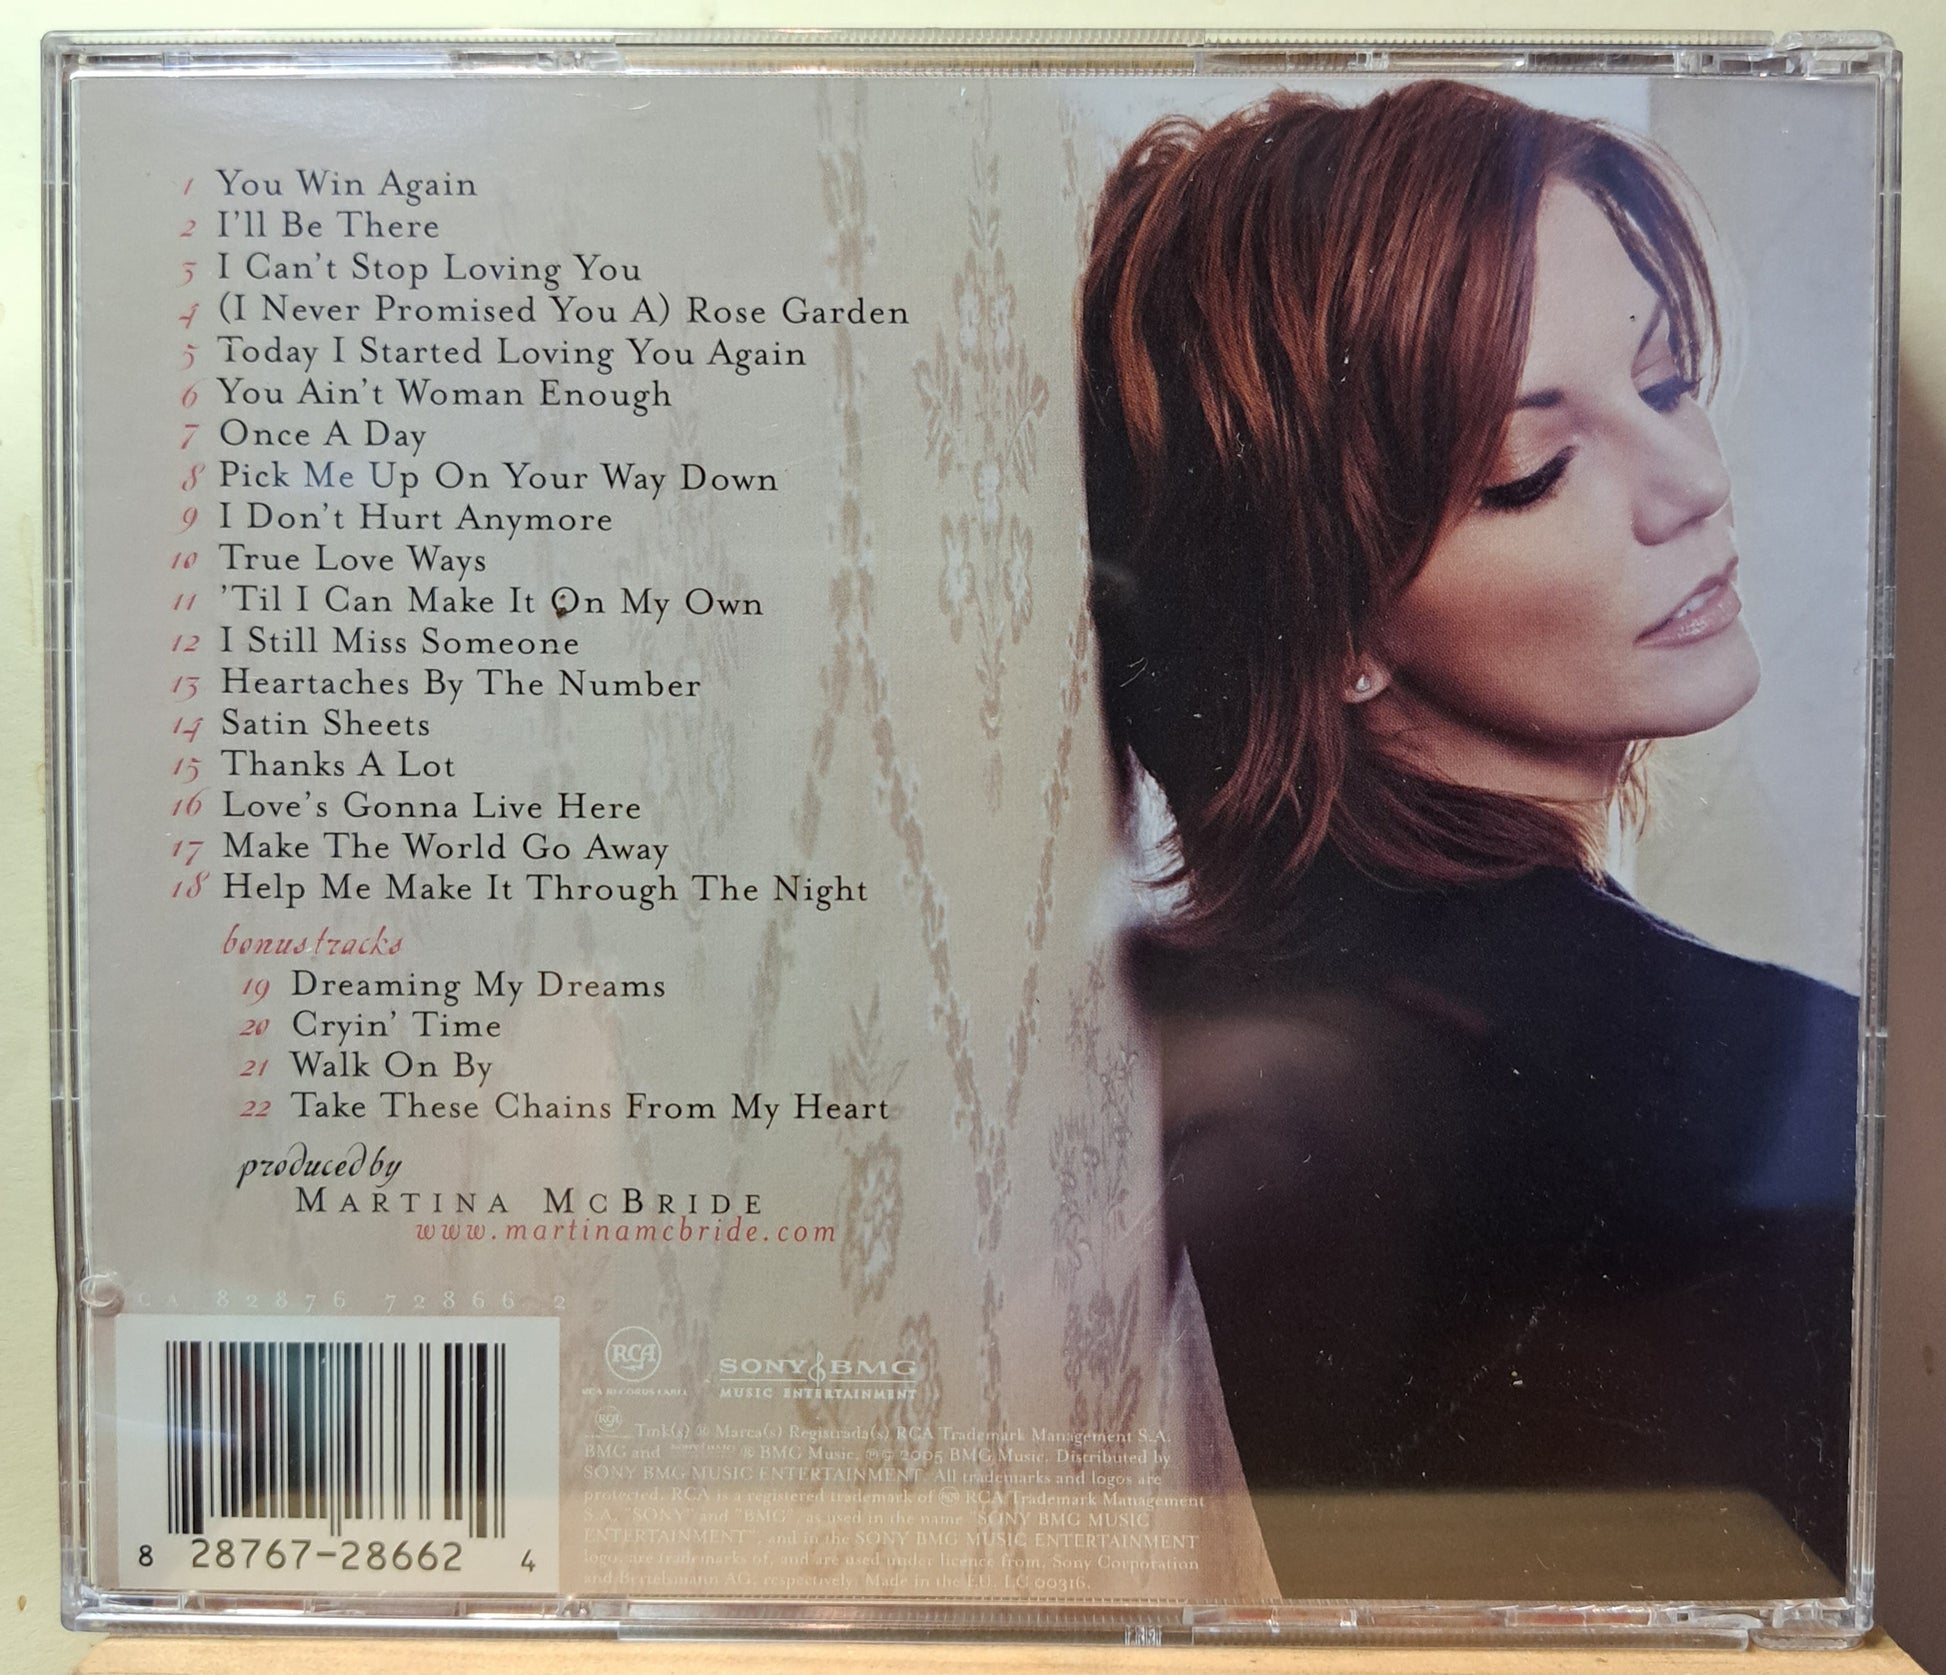 1 You Win Again
2 I'll Be There
3 I Can't Stop Loving You
4 (I Never Promised You A) Rose Garden
5 Today I Started Loving You Again
6 You Ain't Woman Enough
7 Once A Day
8 Pick Me Up On Your Way Down
9 I Don't Hurt Anymore
10 True Love Ways
11 'Til I Can Make It On My Own
12 I Still Miss Someone
13 Heartaches By The Number
14 Satin Sheets
15 Thanks A Lot
16 Love's Gonna Live Here
17 Make The World Go Away
18 Help Me Make It Through The Night
bonus tracks
19 Dreaming My Dreams
20 Cryin' Time
21 Walk On By
22 Take These Chains From My Heart
produced by
MARTINA MCBRIDE
www.martinamcbride.com
CA 82876 72866 2
8 28767-28662 4
RCA
RCA RECORDS LABEL
SONY BMG
MUSIC ENTERTAINMENT
RCA
Tmk(s) ® Marca(s) Registrada(s) RCA Trademark Management S.A.
BMG and ® BMG Music. ℗© 2005 BMG Music. Distributed by
SONY BMG MUSIC ENTERTAINMENT. All trademarks and logos are
protected. RCA is a registered trademark of RCA Trademark Management
S.A. "SONY" and "BMG", as used in the name "SONY BMG MUSIC
ENTERTAINMENT", and in the SONY BMG MUSIC ENTERTAINMENT
logo, are trademarks of, and are used under licence from, Sony Corporation
and Bertelsmann AG, respectively. Made in the EU. LC 00316.